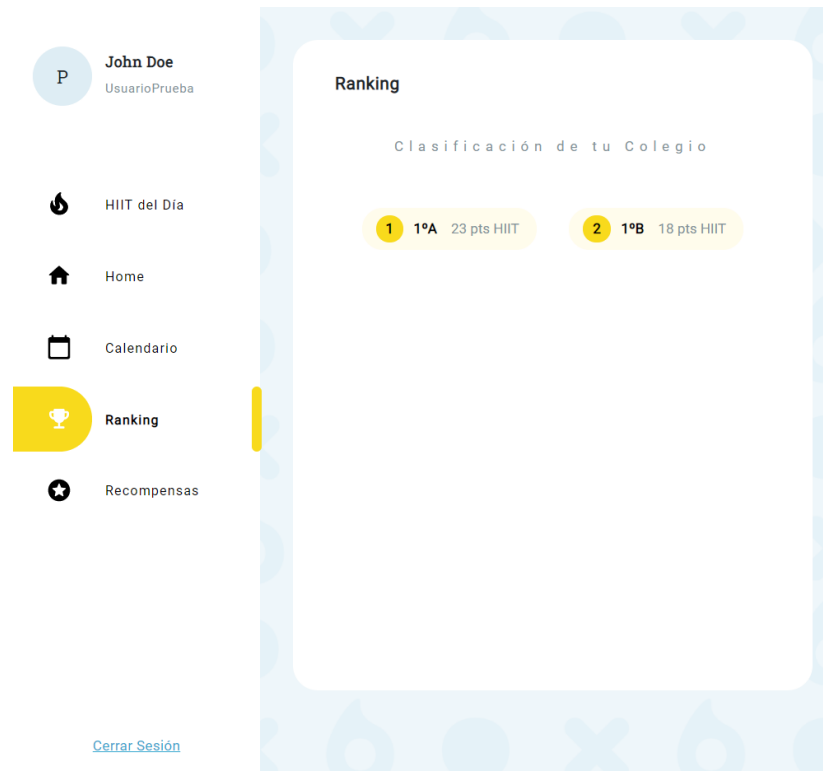 P
John Doe
UsuarioPrueba
HIIT del Día
Home
Calendario
Ranking
Recompensas
Cerrar Sesión
Ranking
Clasificación de tu Colegio
1 1ºA 23 pts HIIT
2 1ºB 18 pts HIIT